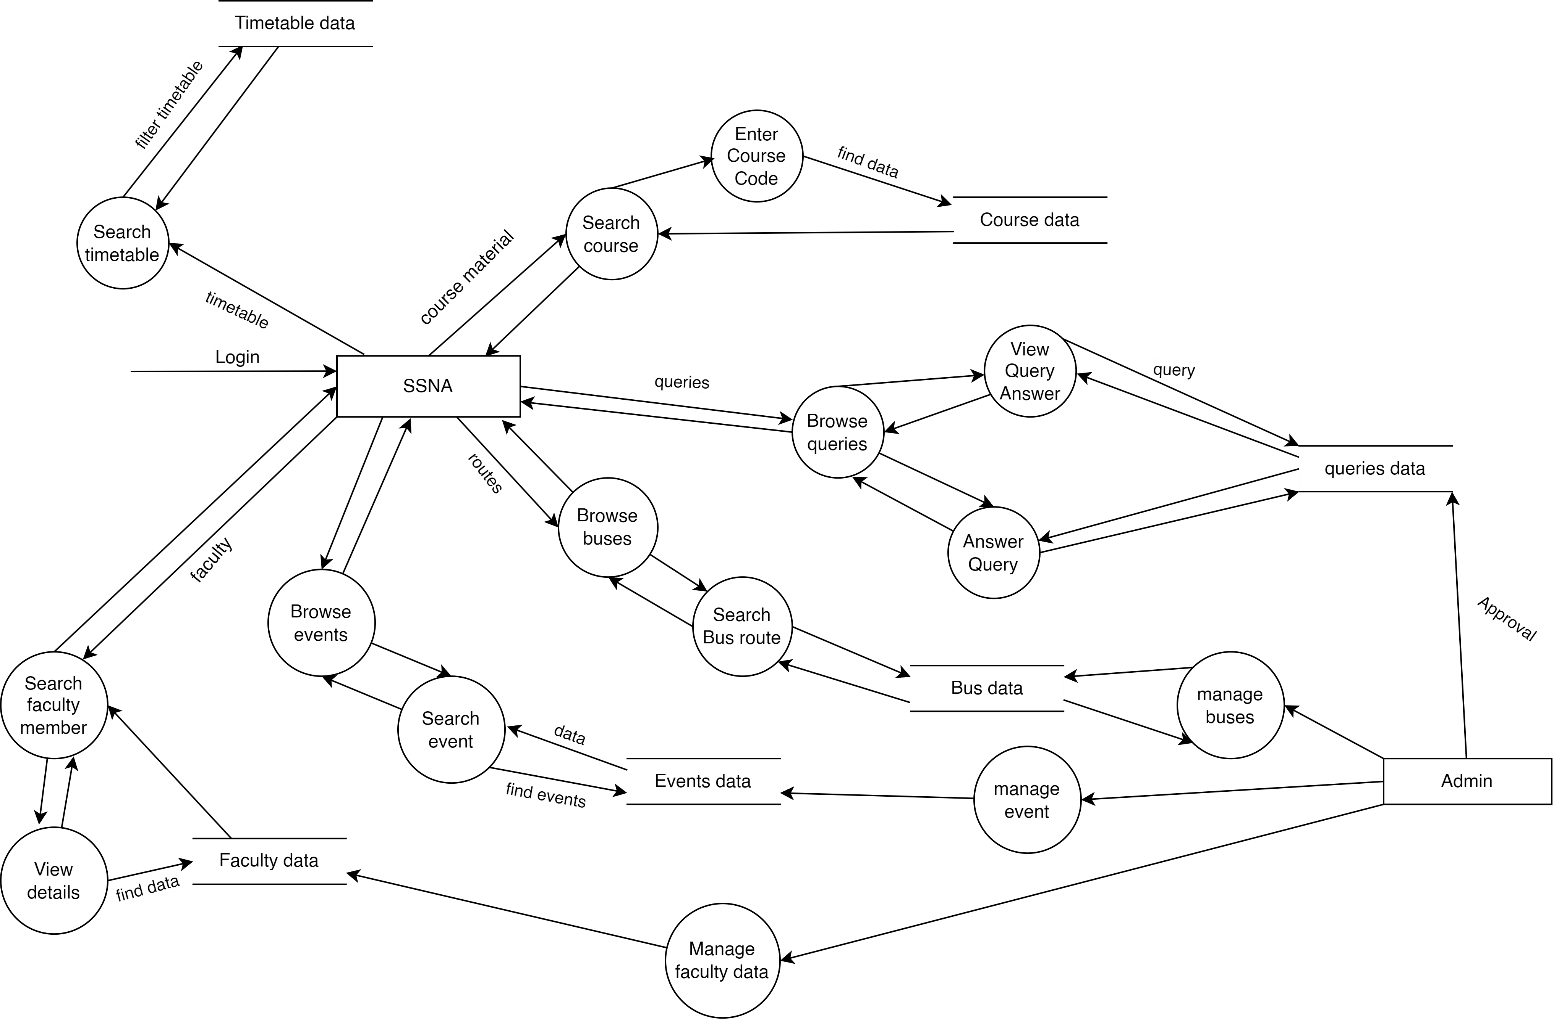 Timetable data
filter timetable
Enter
Course
Code
find data
Search
timetable
Search
course
Course data
course material
timetable
Login
SSNA
queries
View
Query
Answer
query
Browse
queries
queries data
routes
Browse
buses
Answer
Query
faculty
Browse
events
Search
Bus route
Approval
Search
faculty
member
Bus data
manage
buses
Search
event
data
Events data
find events
manage
event
Admin
View
details
find data
Faculty data
Manage
faculty data